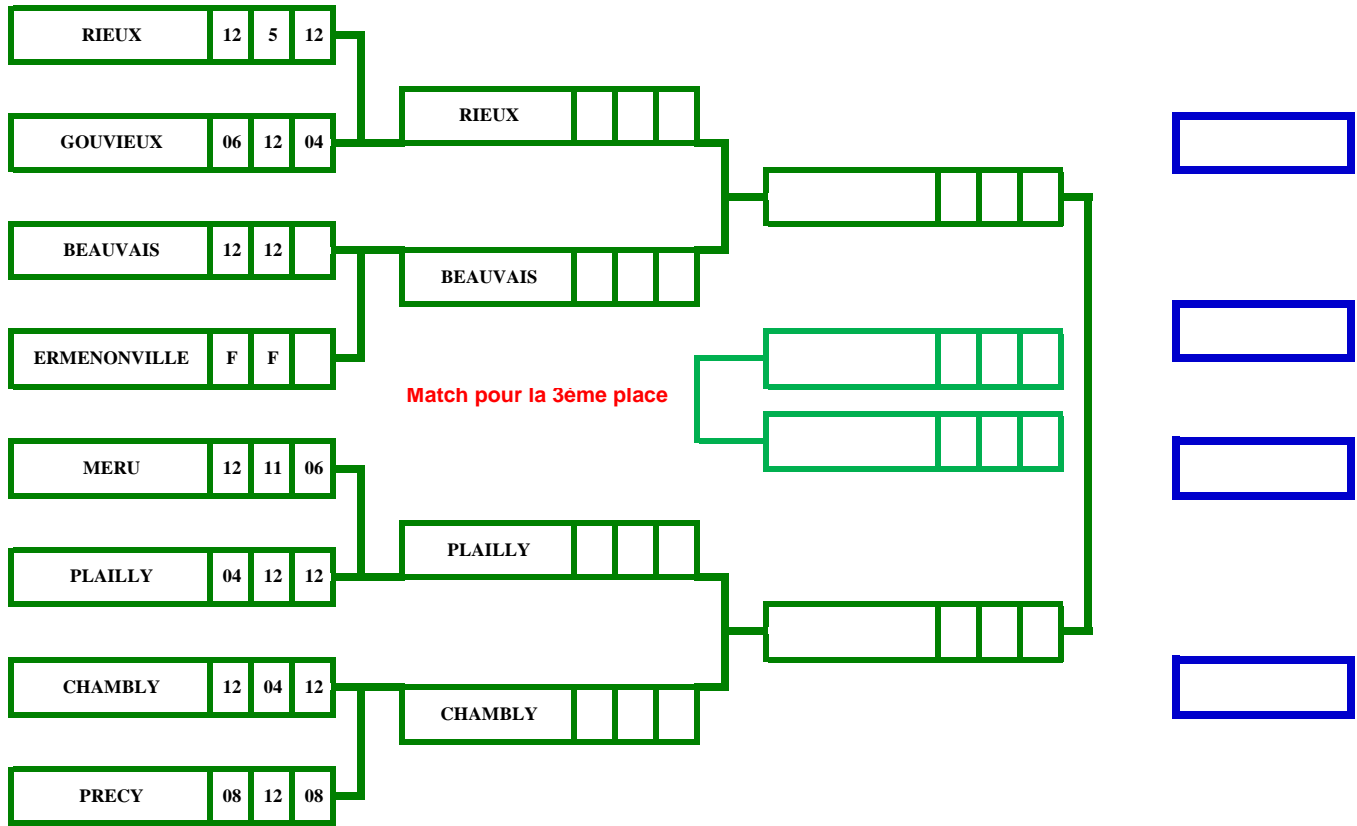 RIEUX 12 5 12
RIEUX
GOUVIEUX 06 12 04
BEAUVAIS 12 12
BEAUVAIS
ERMENONVILLE F F
Match pour la 3ème place
MERU 12 11 06
PLAILLY
PLAILLY 04 12 12
CHAMBLY 12 04 12
CHAMBLY
PRECY 08 12 08